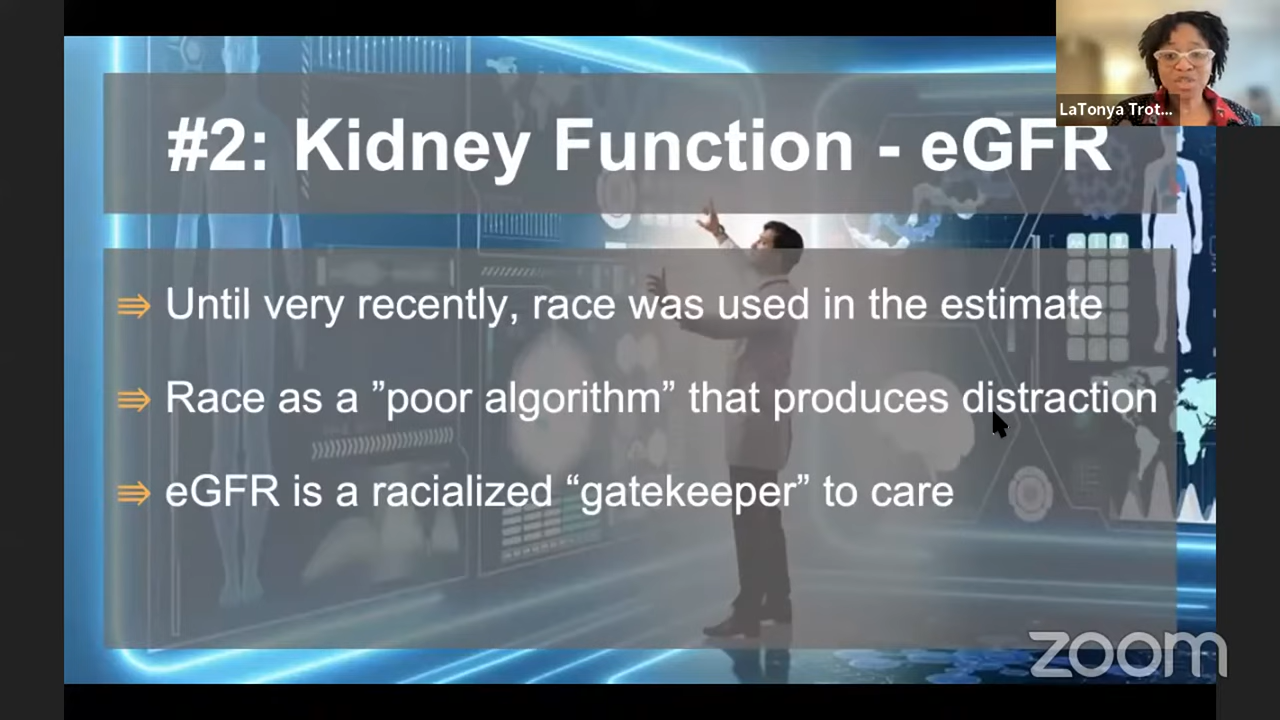 LaTonya Trot...
#2: Kidney Function - eGFR
⇛ Until very recently, race was used in the estimate
⇛ Race as a ”poor algorithm” that produces distraction
⇛ eGFR is a racialized “gatekeeper” to care
zoom